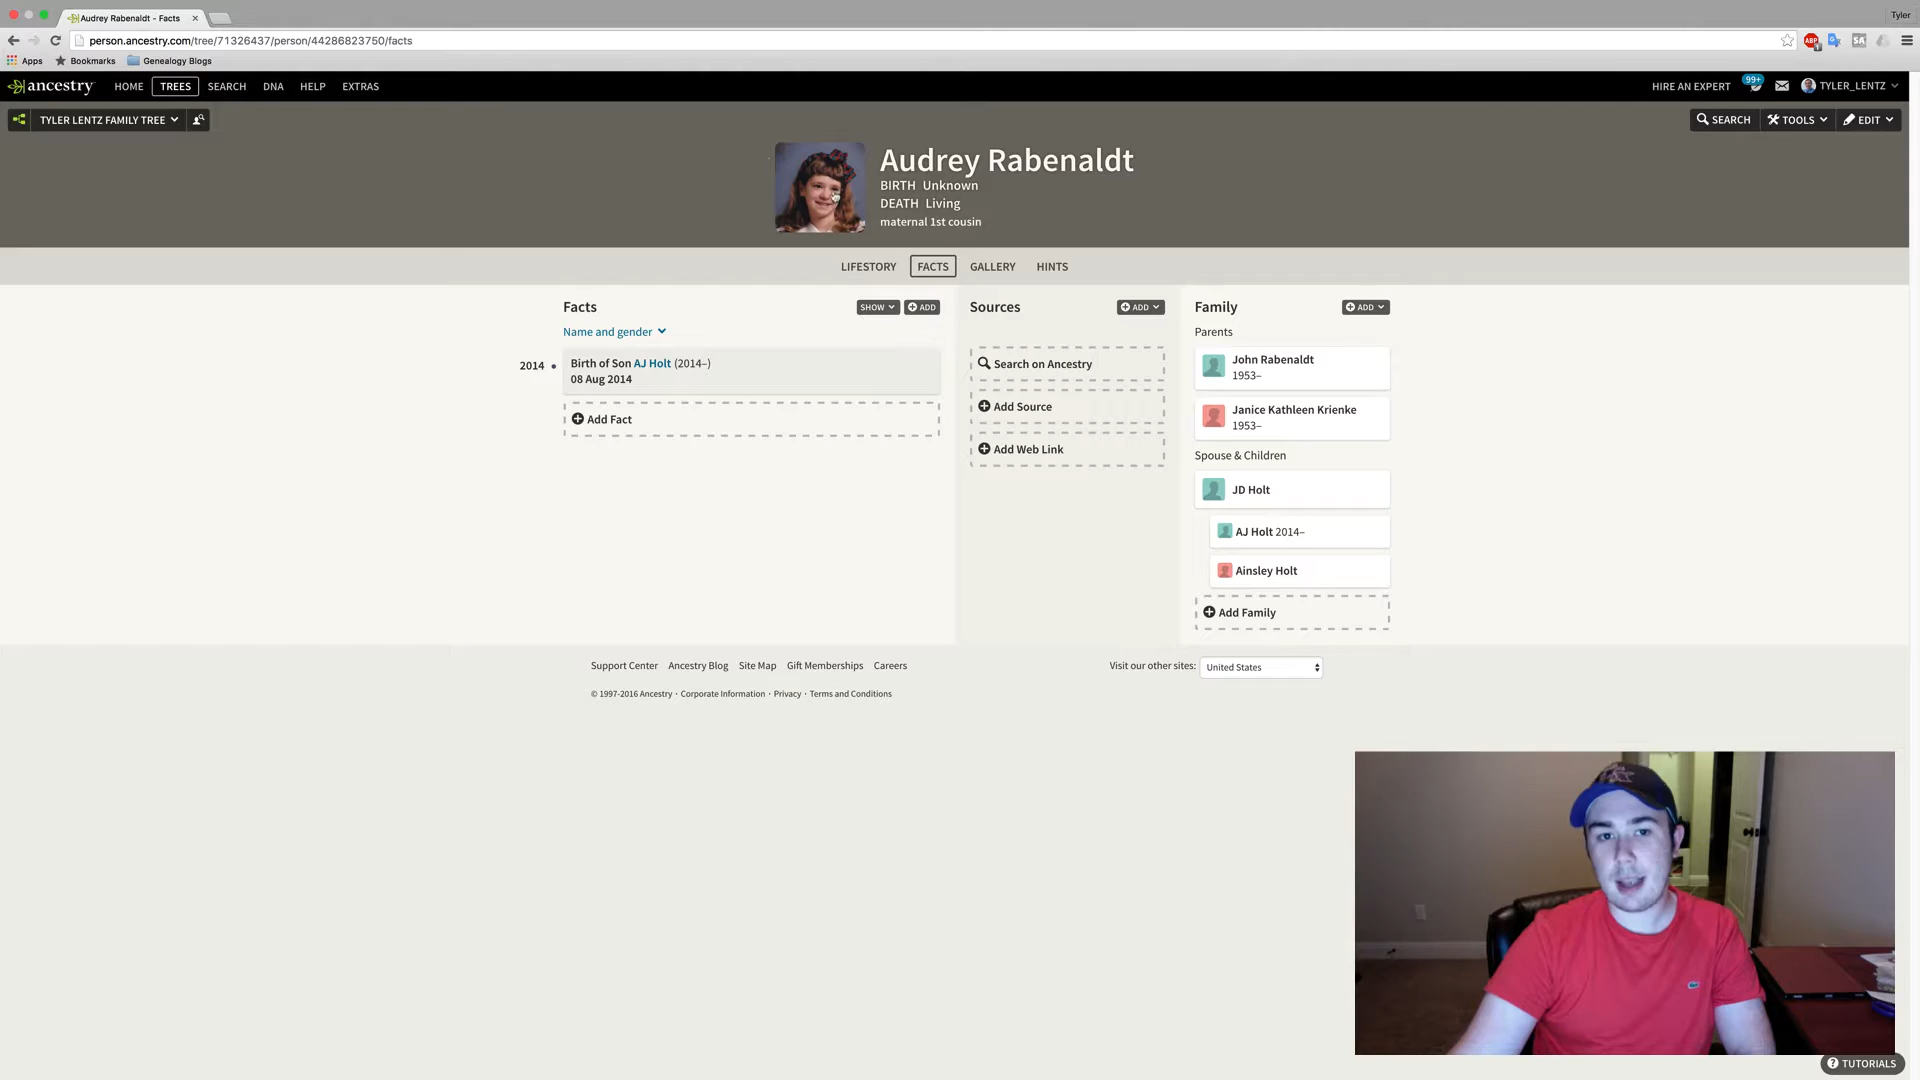 Audrey Rabenaldt - Facts
Tyler
person.ancestry.com/tree/71326437/person/44286823750/facts
ABP
1
SA
Apps
Bookmarks
Genealogy Blogs
ancestry
HOME
TREES
SEARCH
DNA
HELP
EXTRAS
HIRE AN EXPERT
99+
TYLER_LENTZ
TYLER LENTZ FAMILY TREE
SEARCH
TOOLS
EDIT
Audrey Rabenaldt
BIRTH Unknown
DEATH Living
maternal 1st cousin
LIFESTORY
FACTS
GALLERY
HINTS
Facts
SHOW
ADD
Name and gender
2014
Birth of Son AJ Holt (2014–)
08 Aug 2014
Add Fact
Sources
ADD
Search on Ancestry
Add Source
Add Web Link
Family
ADD
Parents
John Rabenaldt
1953–
Janice Kathleen Krienke
1953–
Spouse & Children
JD Holt
AJ Holt 2014–
Ainsley Holt
Add Family
Support Center
Ancestry Blog
Site Map
Gift Memberships
Careers
Visit our other sites:
United States
© 1997-2016 Ancestry · Corporate Information · Privacy · Terms and Conditions
TUTORIALS